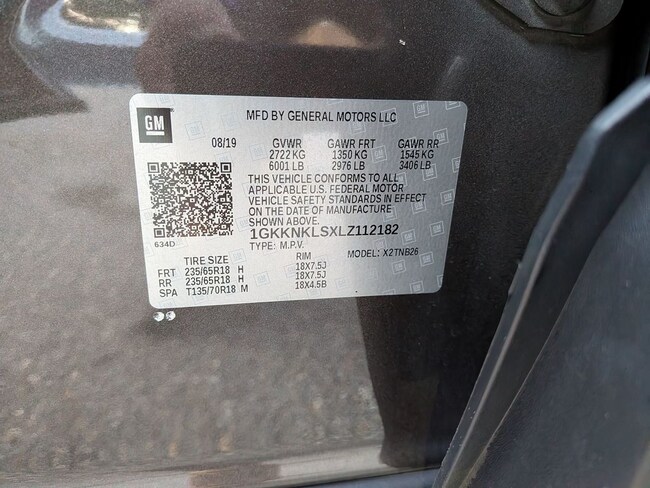 GM
MFD BY GENERAL MOTORS LLC
08/19 GVWR GAWR FRT GAWR RR
2722 KG 1350 KG 1545 KG
6001 LB 2976 LB 3406 LB
THIS VEHICLE CONFORMS TO ALL
APPLICABLE U.S. FEDERAL MOTOR
VEHICLE SAFETY STANDARDS IN EFFECT
ON THE DATE OF MANUFACTURE
SHOWN ABOVE.
1GKKNKLSXLZ112182
634D
TYPE: M.P.V. MODEL: X2TNB26
TIRE SIZE RIM
FRT 235/65R18 H 18X7.5J
RR 235/65R18 H 18X7.5J
SPA T135/70R18 M 18X4.5B